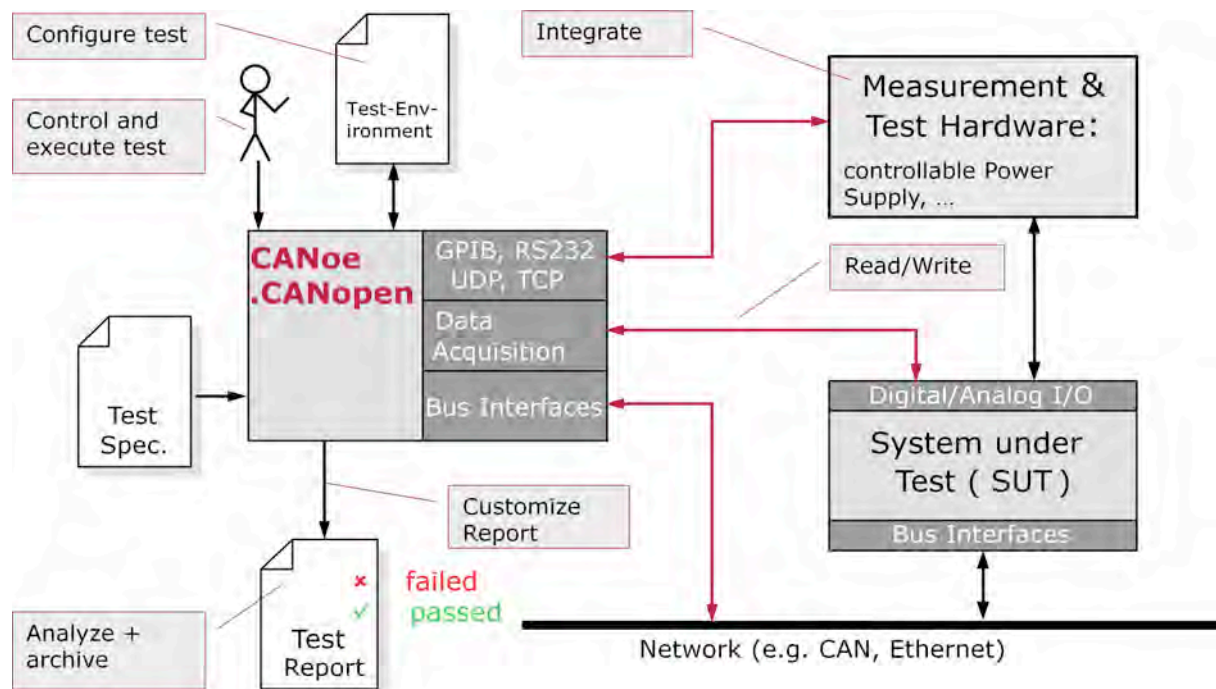 Configure test
Integrate
Test-Env-
ironment
Measurement &
Test Hardware:
controllable Power
Supply, ...
Control and
execute test
CANoe
.CANopen
GPIB, RS232
UDP, TCP
Data
Acquisition
Bus Interfaces
Read/Write
Test
Spec.
Digital/Analog I/O
System under
Test ( SUT)
Bus Interfaces
Customize
Report
✗ failed
✓ passed
Test
Report
Analyze +
archive
Network (e.g. CAN, Ethernet)